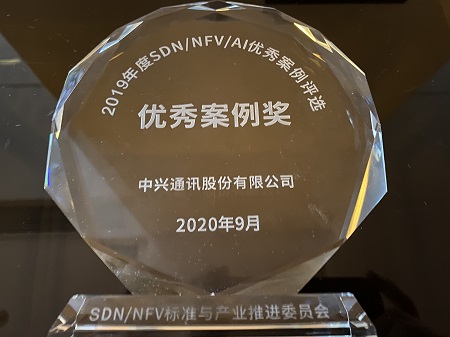 2019年度SDN/NFV/AI优秀案例评选
优秀案例奖
中兴通讯股份有限公司
2020年9月
SDN/NFV标准与产业推进委员会